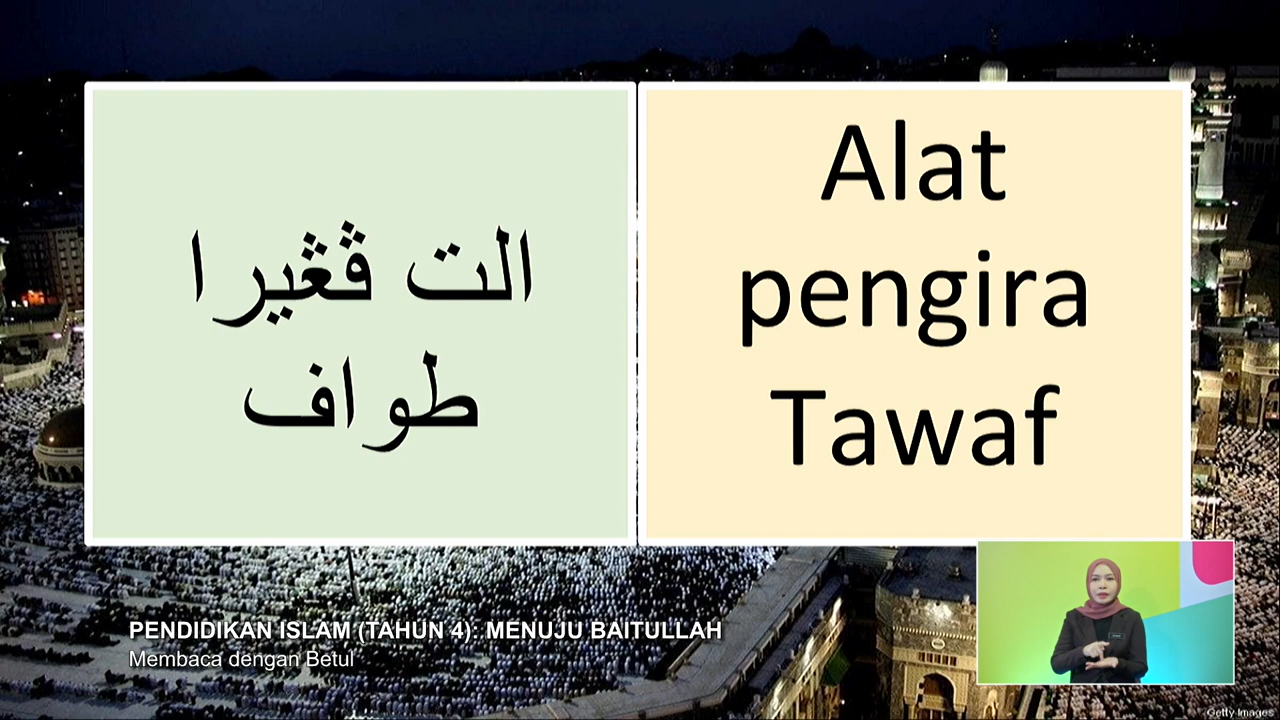 الت ڤڠيرا
طواف
Alat
pengira
Tawaf
PENDIDIKAN ISLAM (TAHUN 4): MENUJU BAITULLAH
Membaca dengan Betul
Getty Images